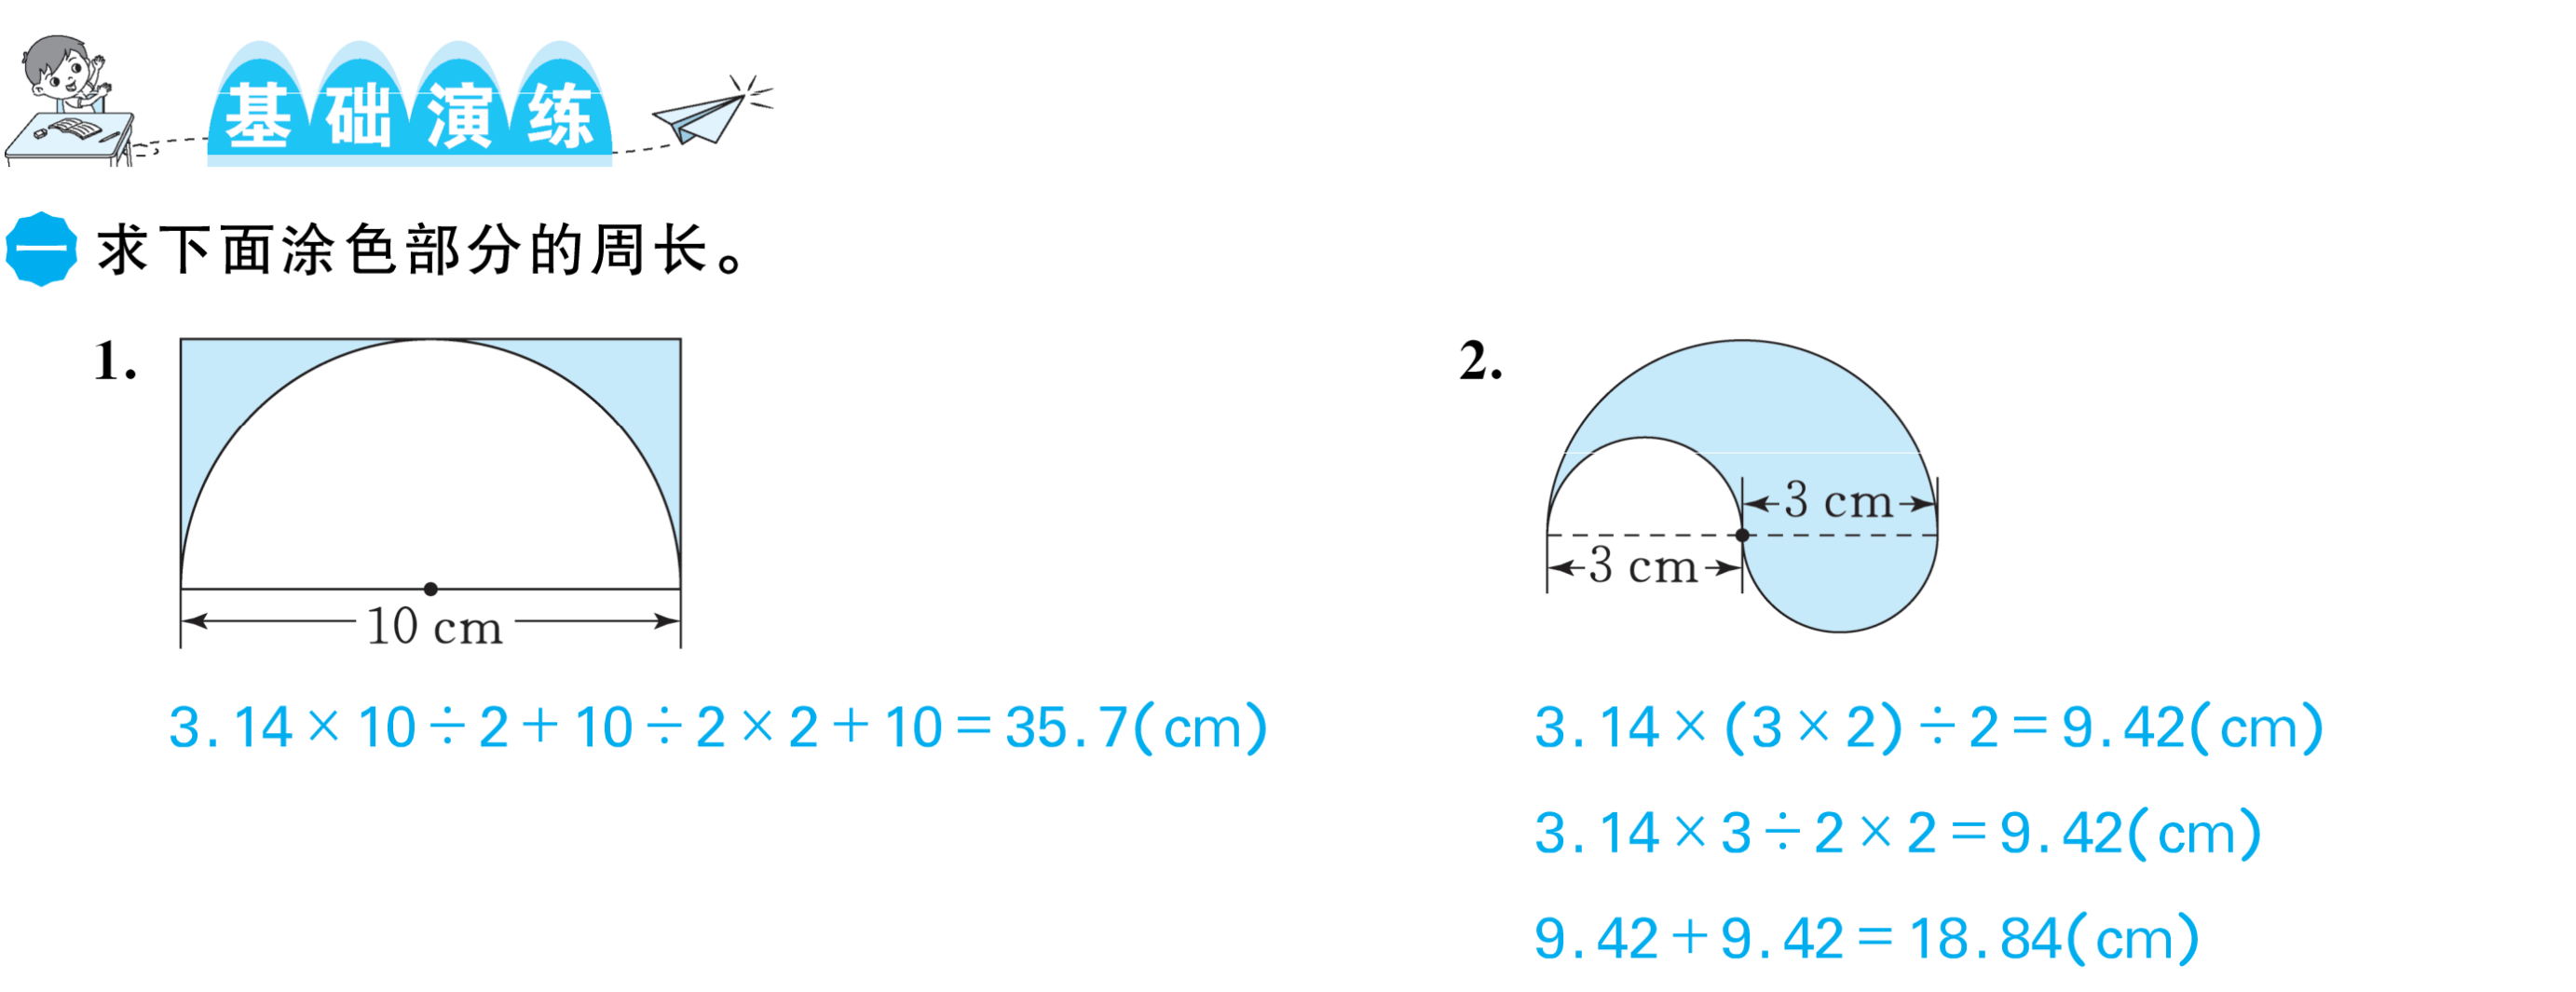 基础演练
一 求下面涂色部分的周长。
1.
10 cm
3.14×10÷2+10÷2×2+10=35.7(cm)
2.
3 cm
3 cm
3.14×(3×2)÷2=9.42(cm)
3.14×3÷2×2=9.42(cm)
9.42+9.42=18.84(cm)